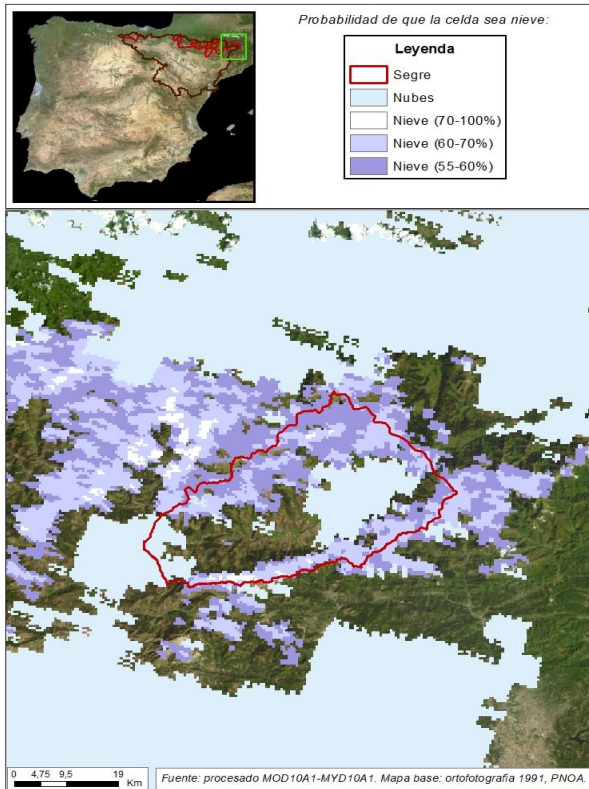 Probabilidad de que la celda sea nieve:
Leyenda
Segre
Nubes
Nieve (70-100%)
Nieve (60-70%)
Nieve (55-60%)
0 4,75 9,5 19
Km
Fuente: procesado MOD10A1-MYD10A1. Mapa base: ortofotografia 1991, PNOA.